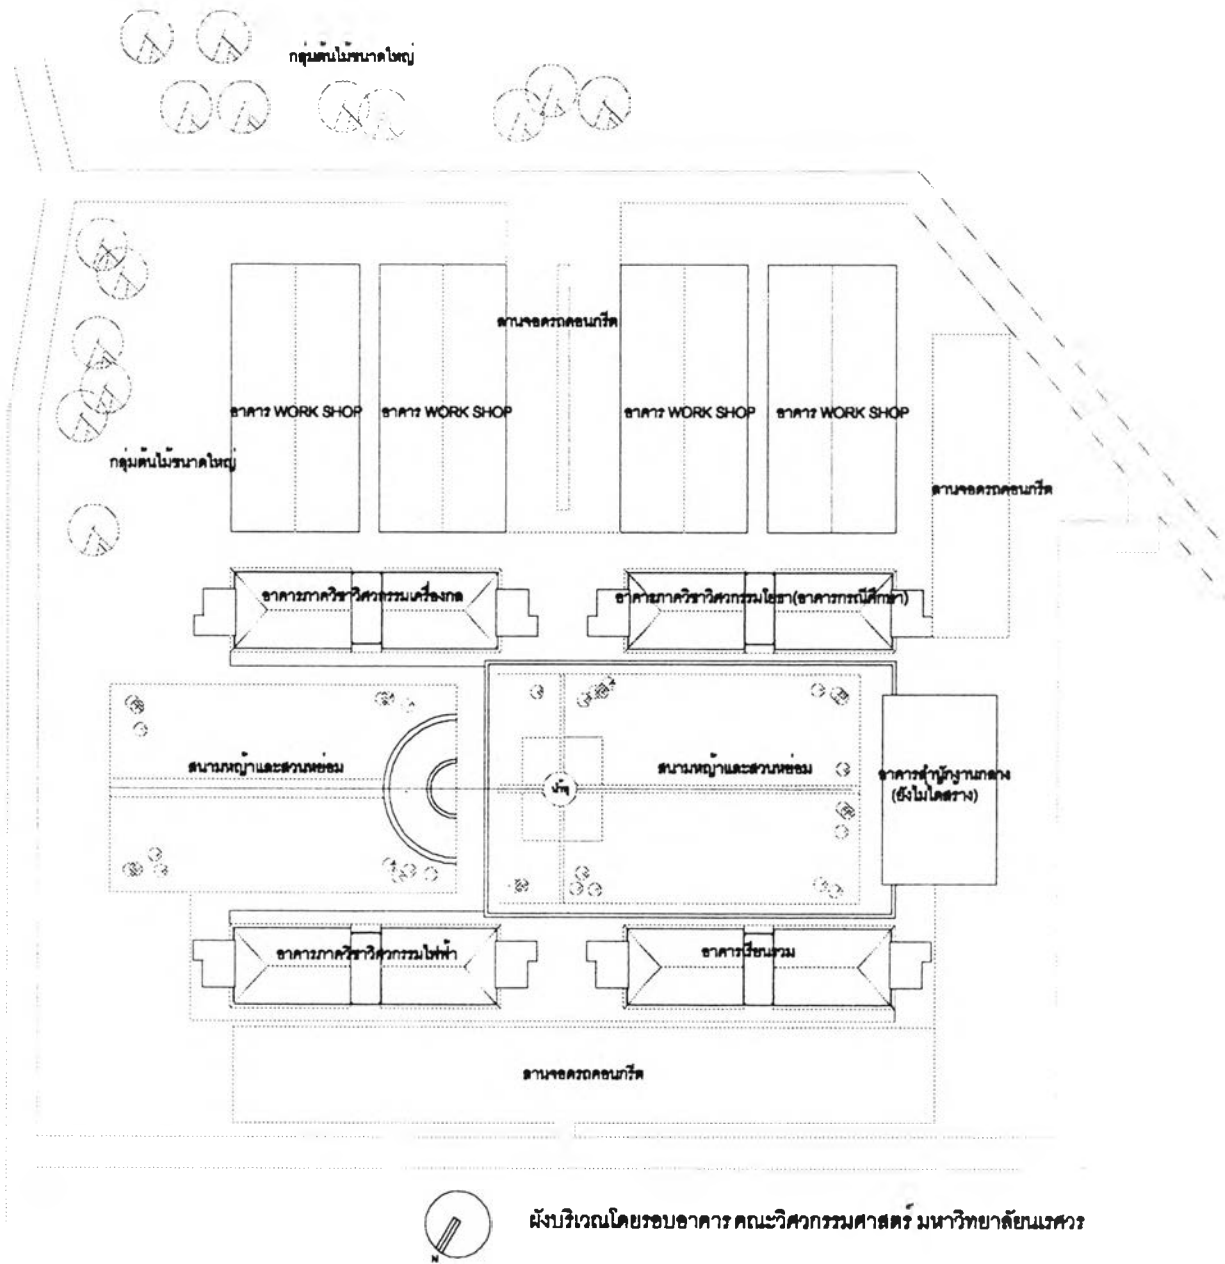 กลุ่มต้นไม้ขนาดใหญ่
ลานจอดรถคอนกรีต
อาคาร WORK SHOP
อาคาร WORK SHOP
อาคาร WORK SHOP
อาคาร WORK SHOP
กลุ่มต้นไม้ขนาดใหญ่
ลานจอดรถคอนกรีต
อาคารภาควิชาวิศวกรรมเครื่องกล
อาคารภาควิชาวิศวกรรมโยธา(อาคารกรณีศึกษา)
สนามหญ้าและสวนหย่อม
สนามหญ้าและสวนหย่อม
น้ำพุ
อาคารสำนักงานกลาง
(ยังไม่ได้สร้าง)
อาคารภาควิชาวิศวกรรมไฟฟ้า
อาคารเรียนรวม
ลานจอดรถคอนกรีต
N
ผังบริเวณโดยรอบอาคาร คณะวิศวกรรมศาสตร์ มหาวิทยาลัยนเรศวร